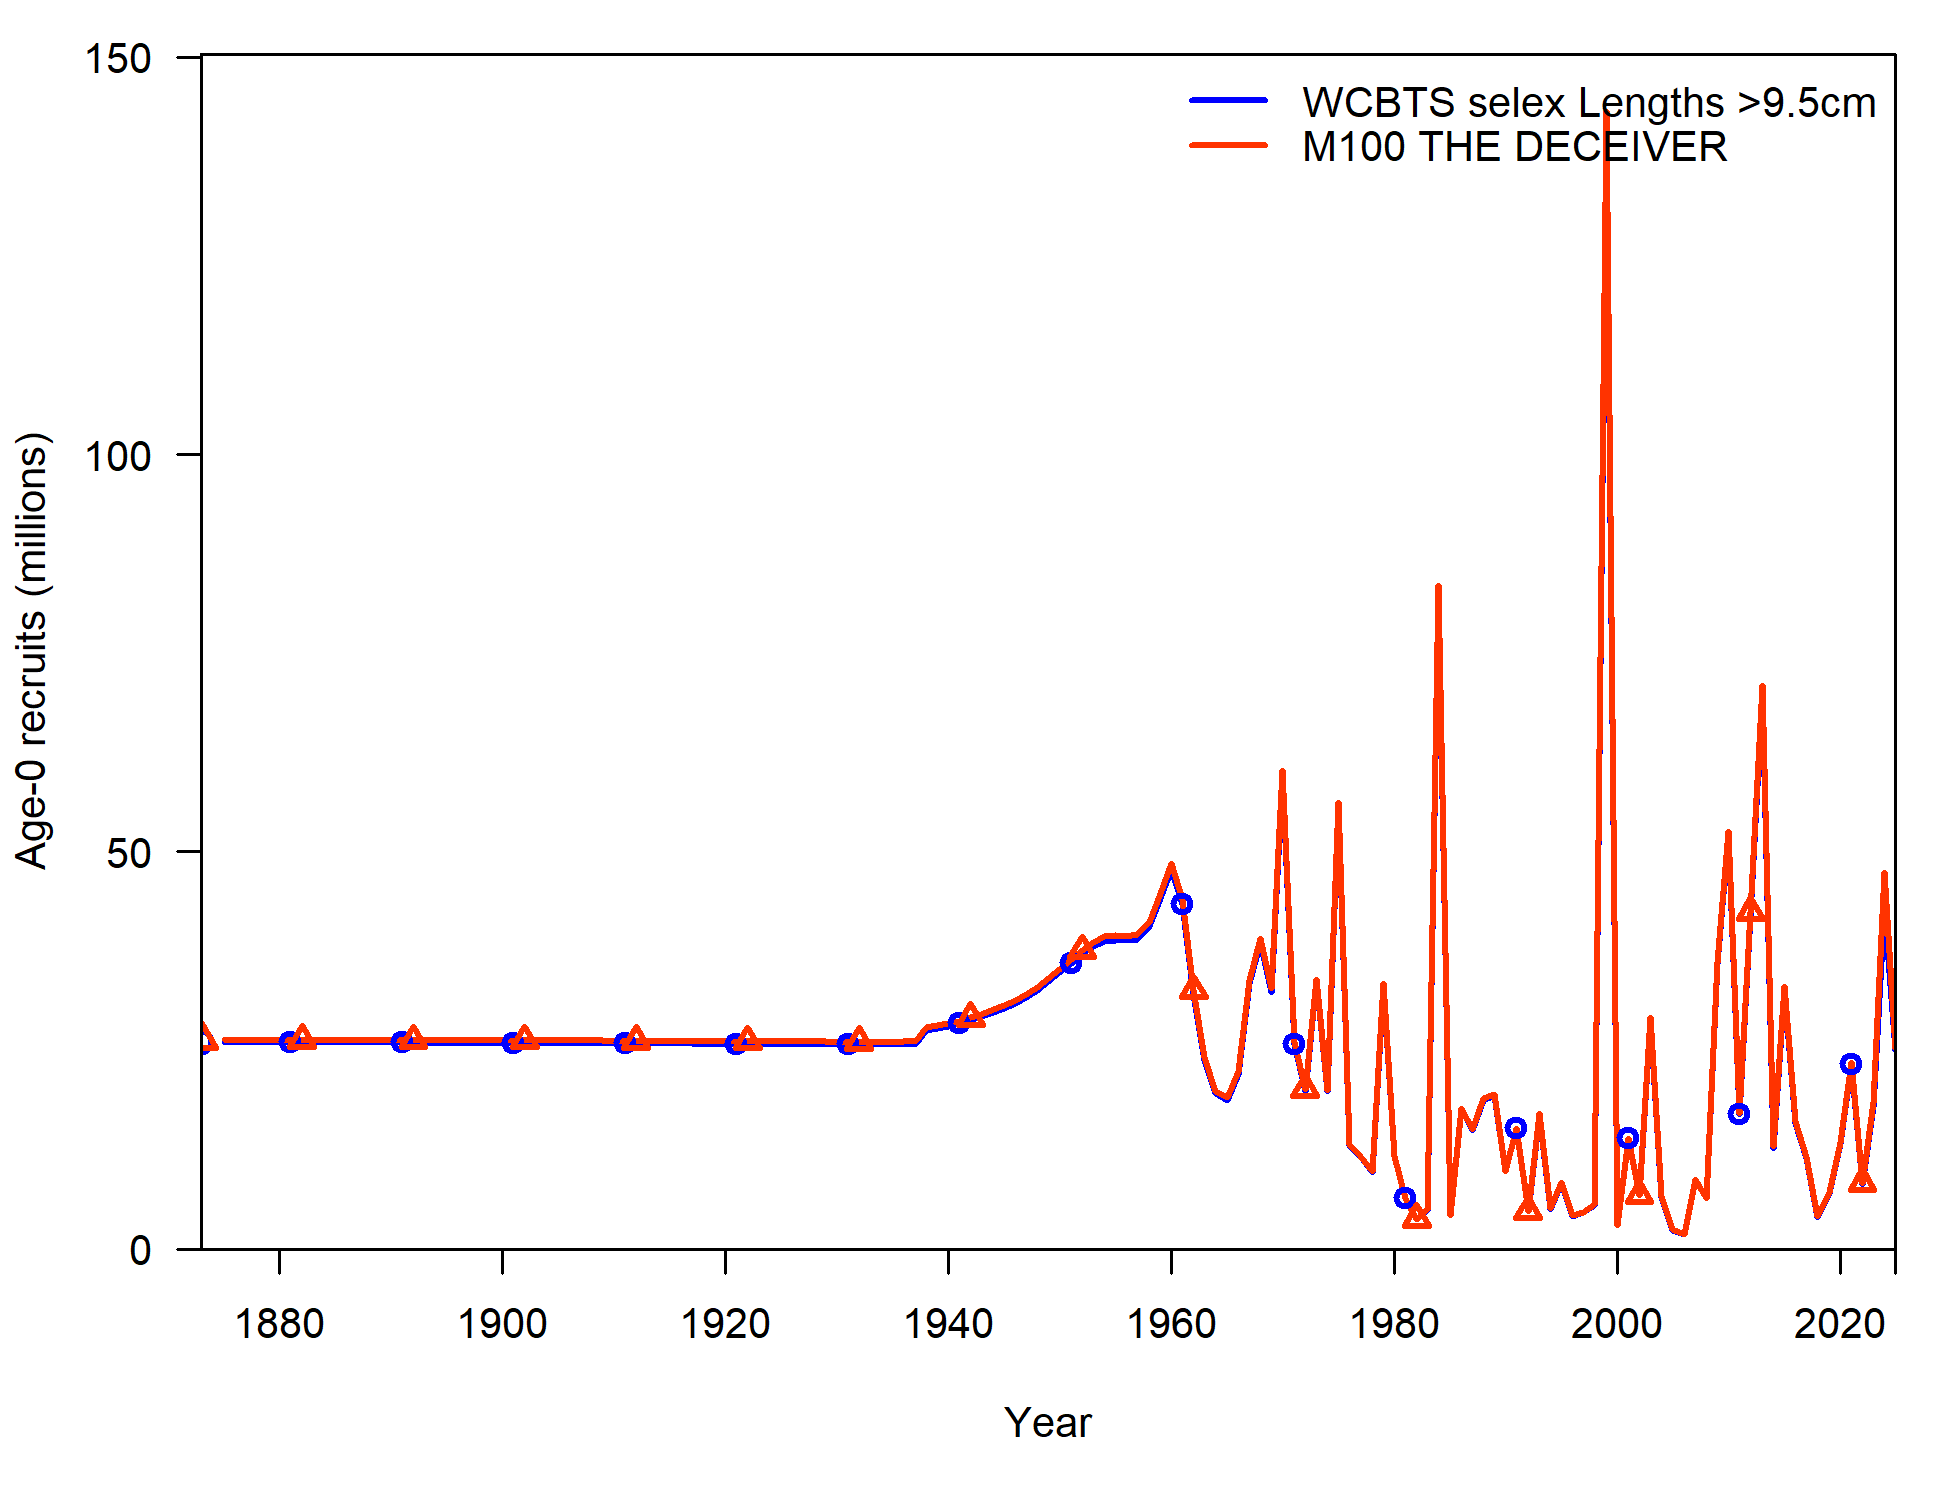 150
WCBTS selex Lengths >9.5cm
M100 THE DECEIVER
100
50
0
Age-0 recruits (millions)
1880 1900 1920 1940 1960 1980 2000 2020
Year